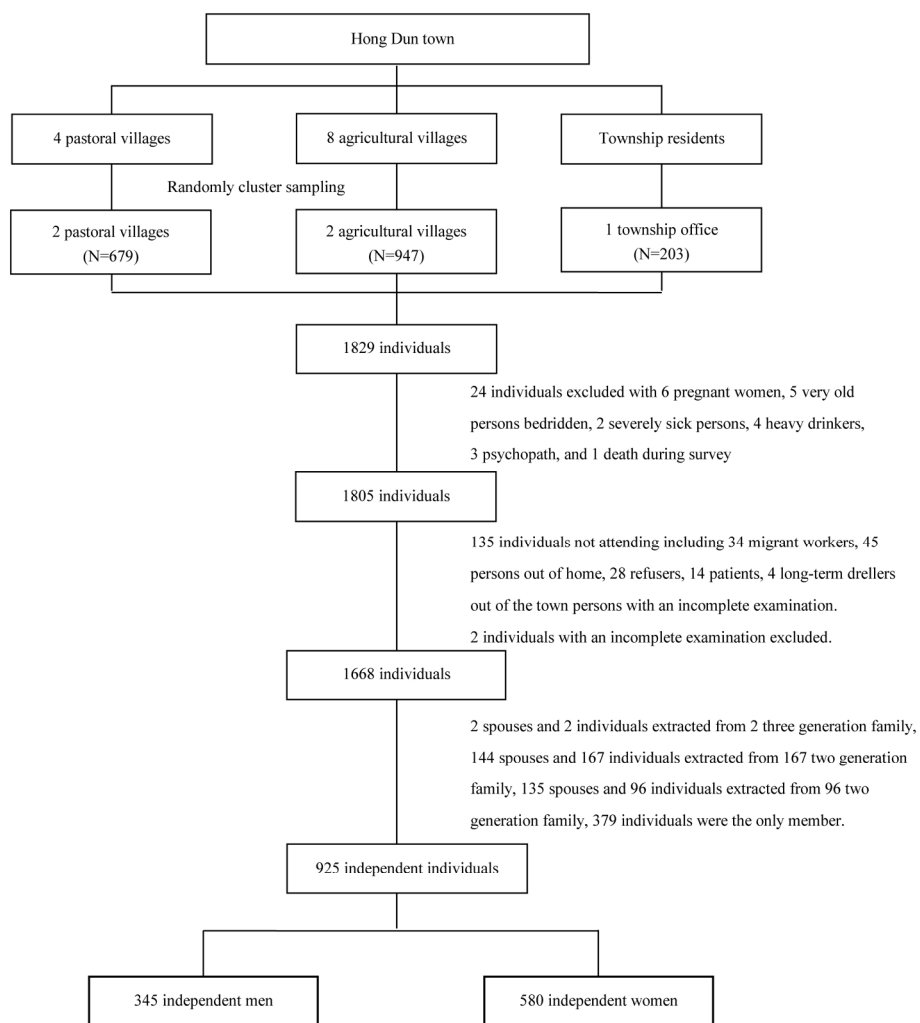 Hong Dun town
4 pastoral villages
8 agricultural villages
Township residents
Randomly cluster sampling
2 pastoral villages
(N=679)
2 agricultural villages
(N=947)
1 township office
(N=203)
1829 individuals
24 individuals excluded with 6 pregnant women, 5 very old
persons bedridden, 2 severely sick persons, 4 heavy drinkers,
3 psychopath, and 1 death during survey
1805 individuals
135 individuals not attending including 34 migrant workers, 45
persons out of home, 28 refusers, 14 patients, 4 long-term drellers
out of the town persons with an incomplete examination.
2 individuals with an incomplete examination excluded.
1668 individuals
2 spouses and 2 individuals extracted from 2 three generation family,
144 spouses and 167 individuals extracted from 167 two generation
family, 135 spouses and 96 individuals extracted from 96 two
generation family, 379 individuals were the only member.
925 independent individuals
345 independent men
580 independent women